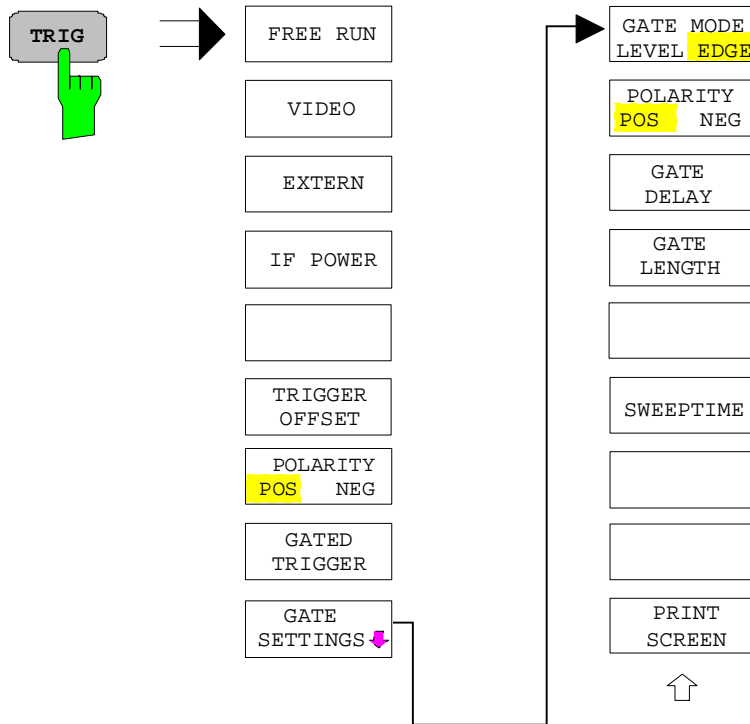 TRIG
FREE RUN
VIDEO
EXTERN
IF POWER
TRIGGER
OFFSET
POLARITY
POS NEG
GATED
TRIGGER
GATE
SETTINGS
GATE MODE
LEVEL EDGE
POLARITY
POS NEG
GATE
DELAY
GATE
LENGTH
SWEEPTIME
PRINT
SCREEN